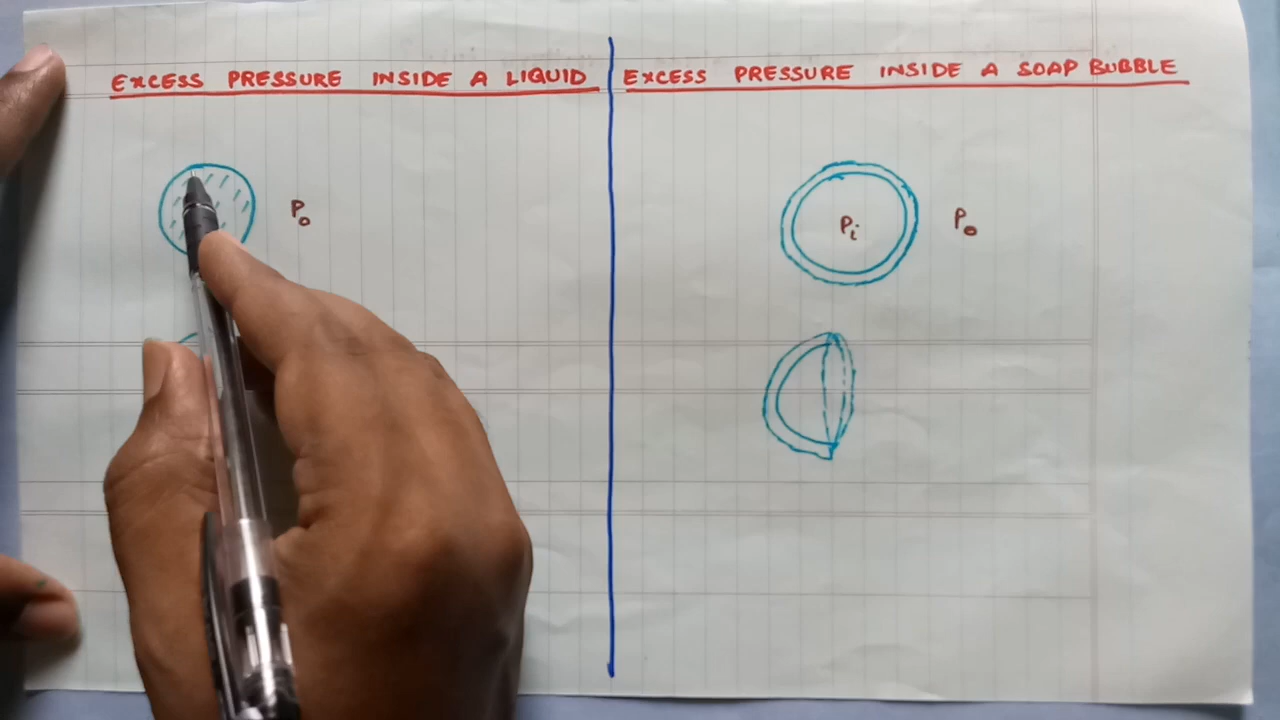 EXCESS PRESSURE INSIDE A LIQUID
P₀
EXCESS PRESSURE INSIDE A SOAP BUBBLE
Pᵢ
P₀